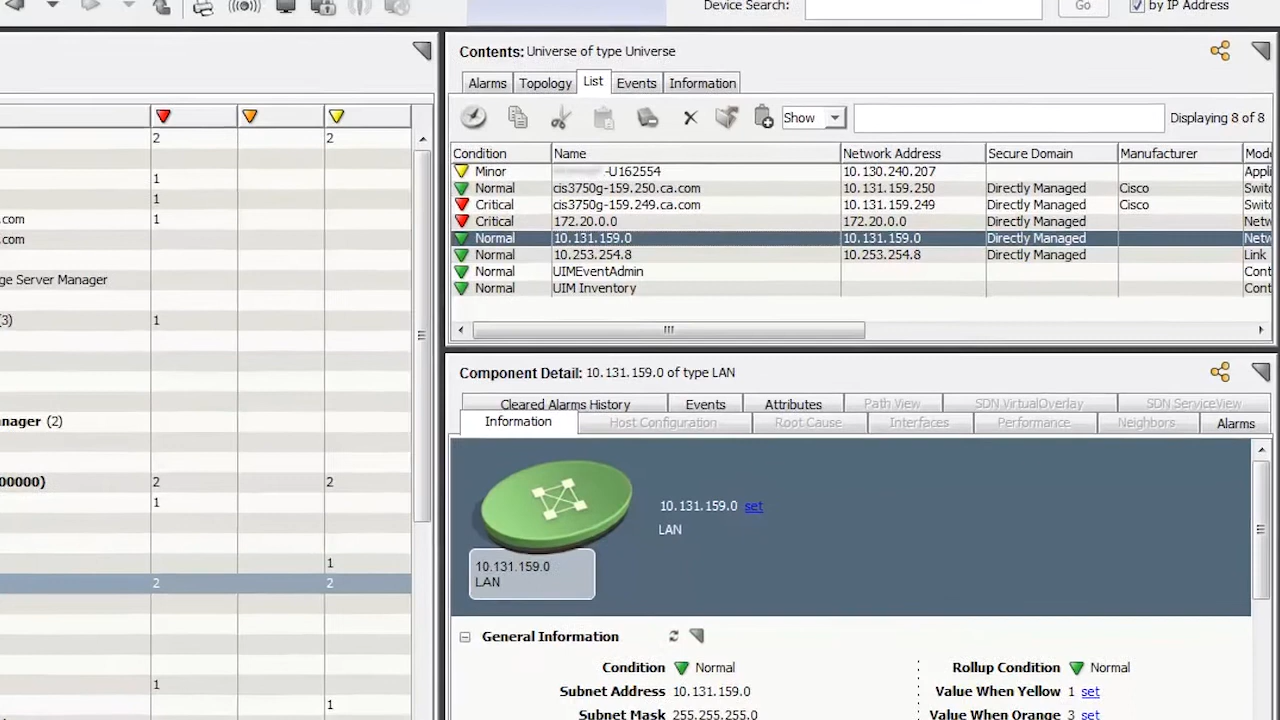 Device Search:
Go
by IP Address
Contents: Universe of type Universe
Alarms Topology List Events Information
Show
Displaying 8 of 8
Condition Name Network Address Secure Domain Manufacturer
Minor -U162554 10.130.240.207
Normal cis3750g-159.250.ca.com 10.131.159.250 Directly Managed Cisco
Critical cis3750g-159.249.ca.com 10.131.159.249 Directly Managed Cisco
Critical 172.20.0.0 172.20.0.0 Directly Managed
Normal 10.131.159.0 10.131.159.0 Directly Managed
Normal 10.253.254.8 10.253.254.8 Directly Managed Link
Normal UIMEventAdmin
Normal UIM Inventory
Component Detail: 10.131.159.0 of type LAN
Cleared Alarms History Events Attributes Path View SDN VirtualOverlay SDN ServiceView
Information Host Configuration Root Cause Interfaces Performance Neighbors Alarms
10.131.159.0 set
LAN
10.131.159.0
LAN
General Information
Condition Normal
Subnet Address 10.131.159.0
Subnet Mask 255.255.255.0
Rollup Condition Normal
Value When Yellow 1 set
Value When Orange 3 set
2 2
1
1
.com 1
.com
ge Server Manager
(3) 1
anager (2)
00000) 2 2
1
1
2 2
1
1